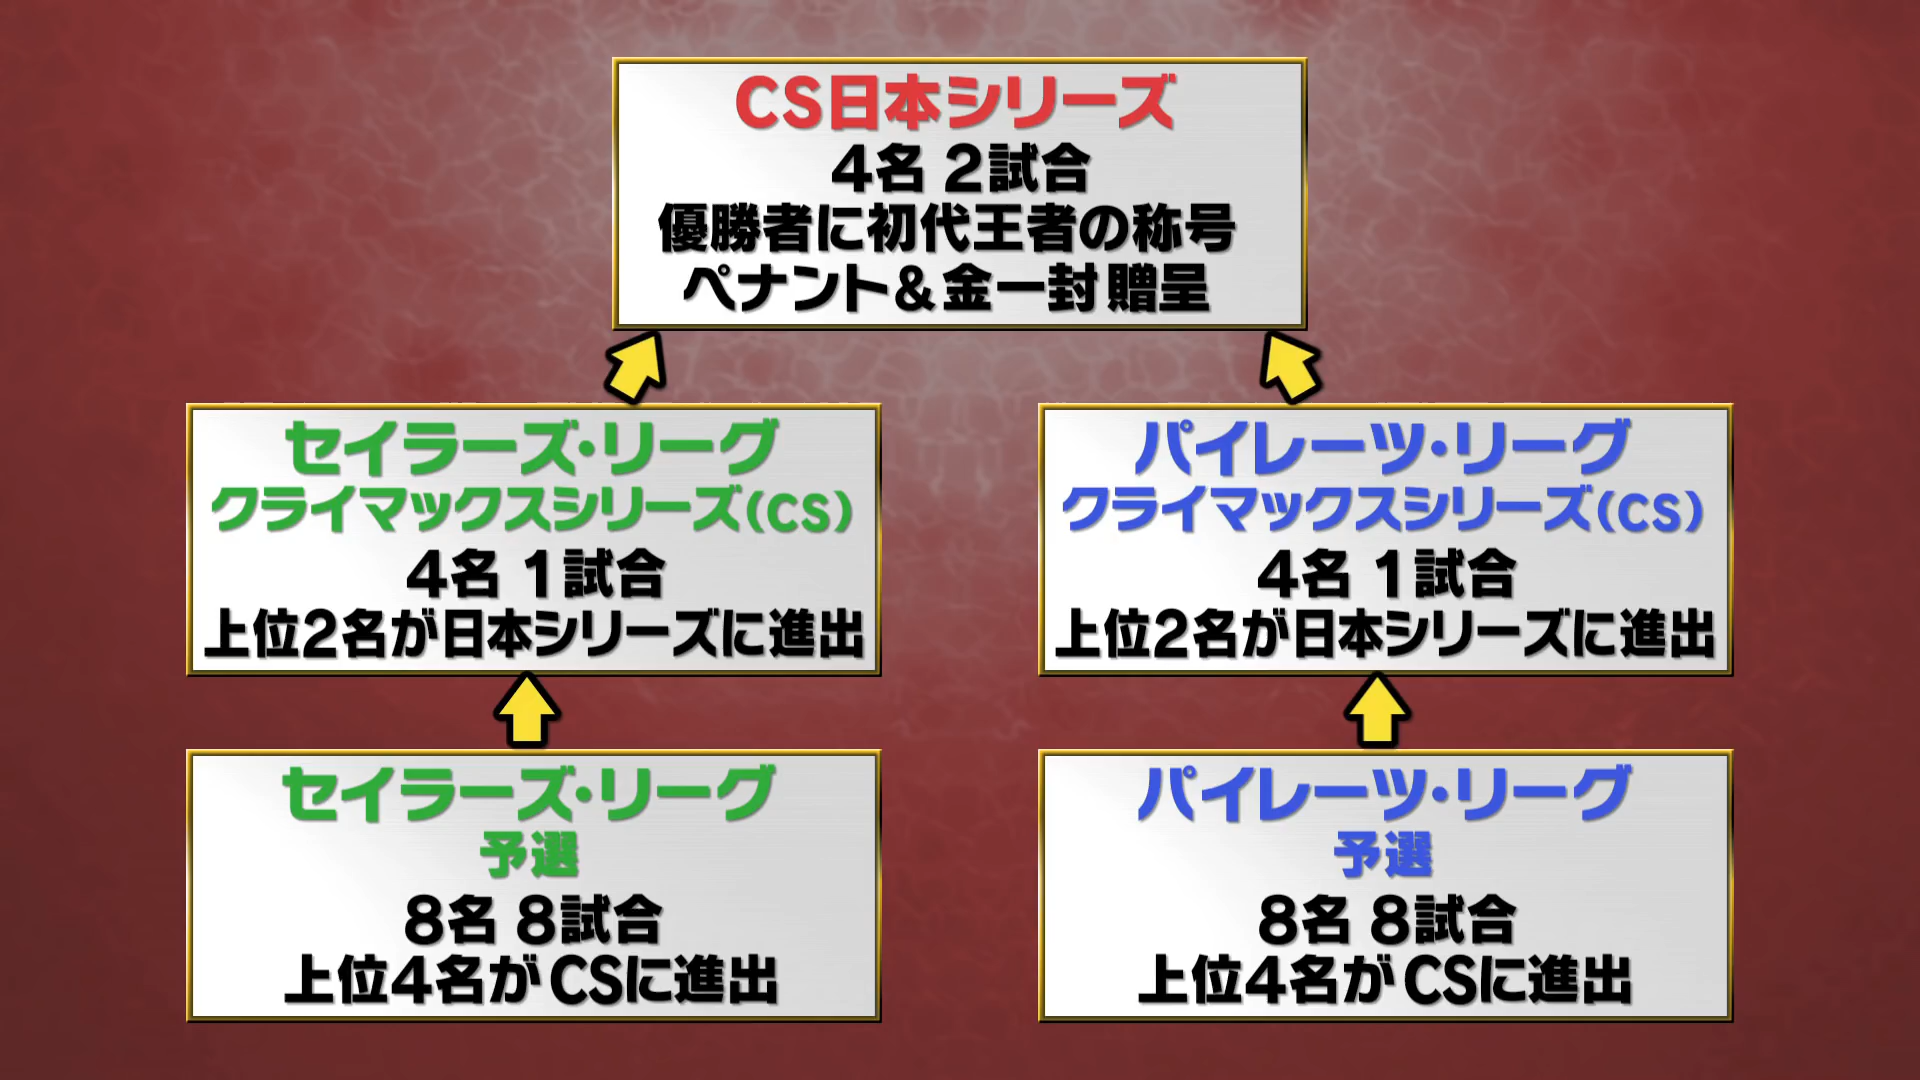 CS日本シリーズ
4名 2試合
優勝者に初代王者の称号
ペナント&金一封贈呈
セイラーズ・リーグ
クライマックスシリーズ(CS)
4名 1試合
上位2名が日本シリーズに進出
パイレーツ・リーグ
クライマックスシリーズ(CS)
4名 1試合
上位2名が日本シリーズに進出
セイラーズ・リーグ
予選
8名 8試合
上位4名がCSに進出
パイレーツ・リーグ
予選
8名 8試合
上位4名がCSに進出